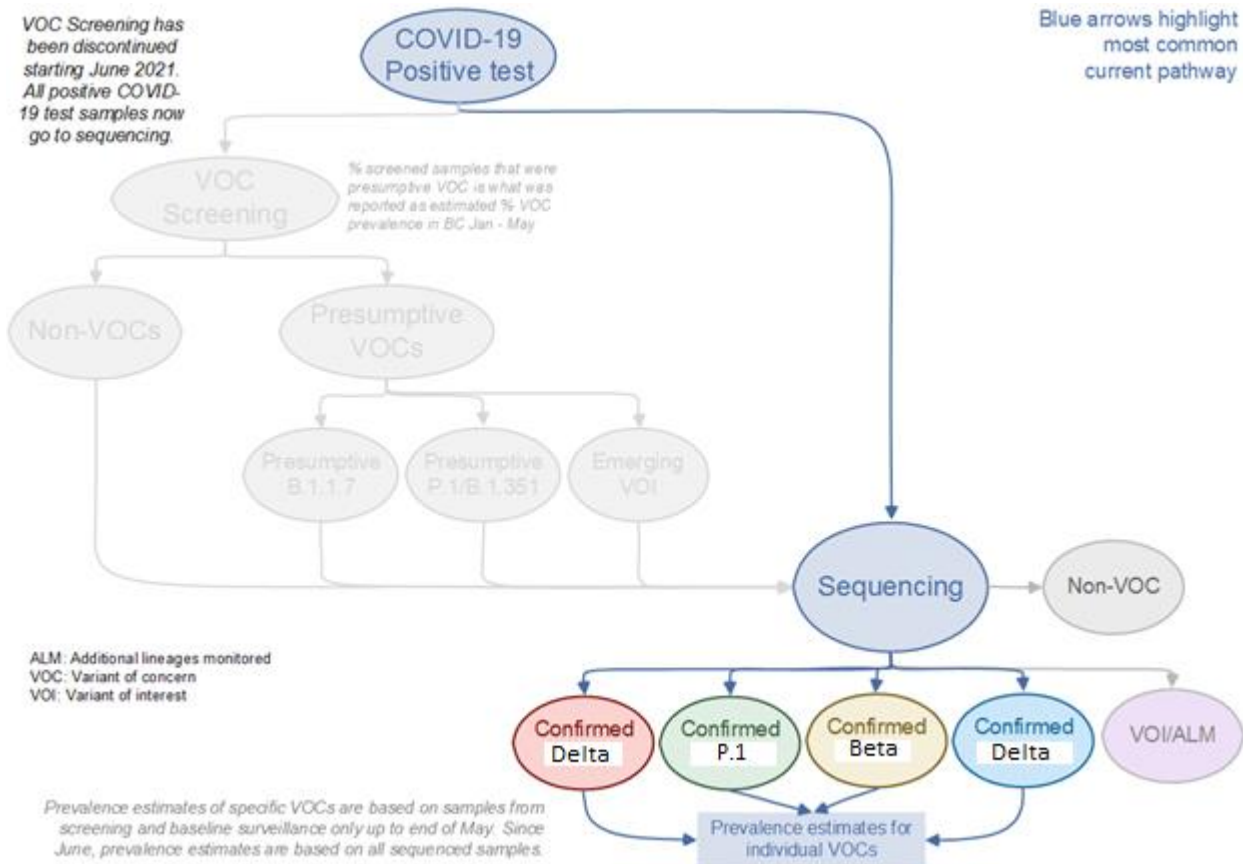 VOC Screening has
been discontinued
starting June 2021.
All positive COVID-
19 test samples now
go to sequencing.
COVID-19
Positive test
Blue arrows highlight
most common
current pathway
VOC
Screening
% screened samples that were
presumptive VOC is what was
reported as estimated % VOC
prevalence in BC Jan - May
Non-VOCs
Presumptive
VOCs
Presumptive
B.1.1.7
Presumptive
P.1/B.1.351
Emerging
VOI
Sequencing
Non-VOC
ALM: Additional lineages monitored
VOC: Variant of concern
VOI: Variant of interest
Confirmed
Delta
Confirmed
P.1
Confirmed
Beta
Confirmed
Delta
VOI/ALM
Prevalence estimates of specific VOCs are based on samples from
screening and baseline surveillance only up to end of May. Since
June, prevalence estimates are based on all sequenced samples.
Prevalence estimates for
individual VOCs